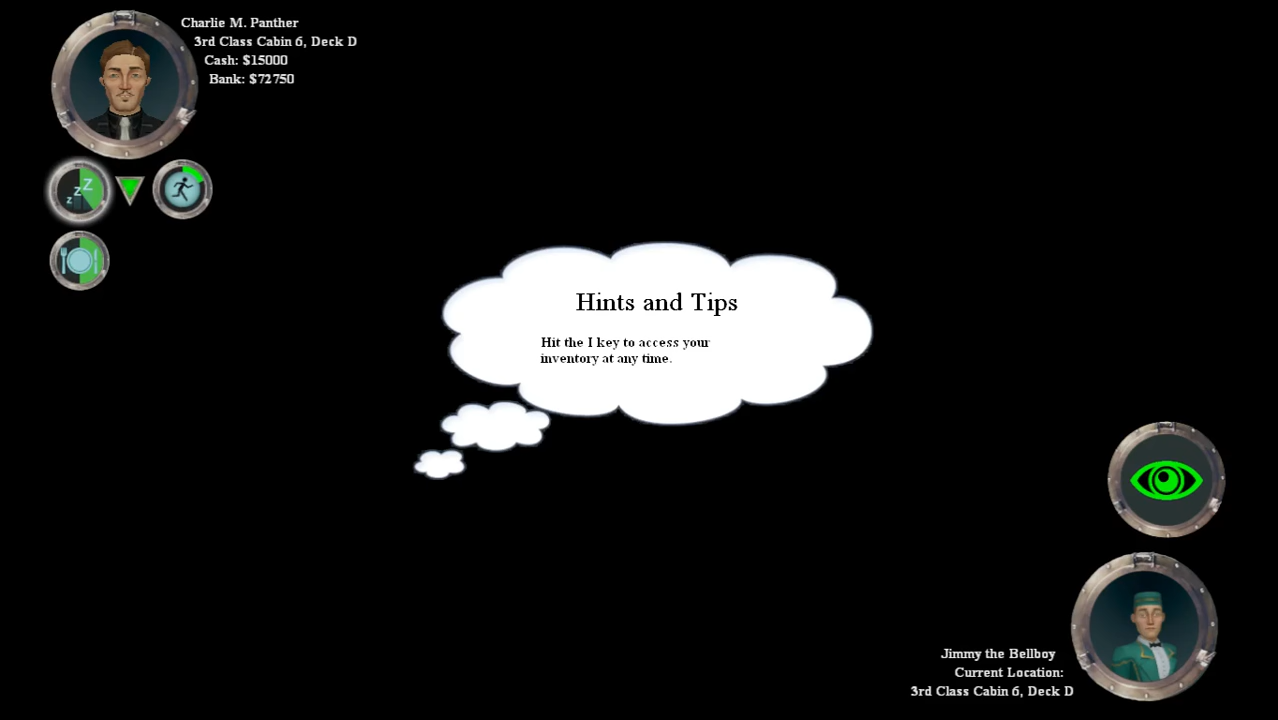 Charlie M. Panther
3rd Class Cabin 6, Deck D
Cash: $15000
Bank: $72750
z z Z
Hints and Tips
Hit the I key to access your
inventory at any time.
Jimmy the Bellboy
Current Location:
3rd Class Cabin 6, Deck D